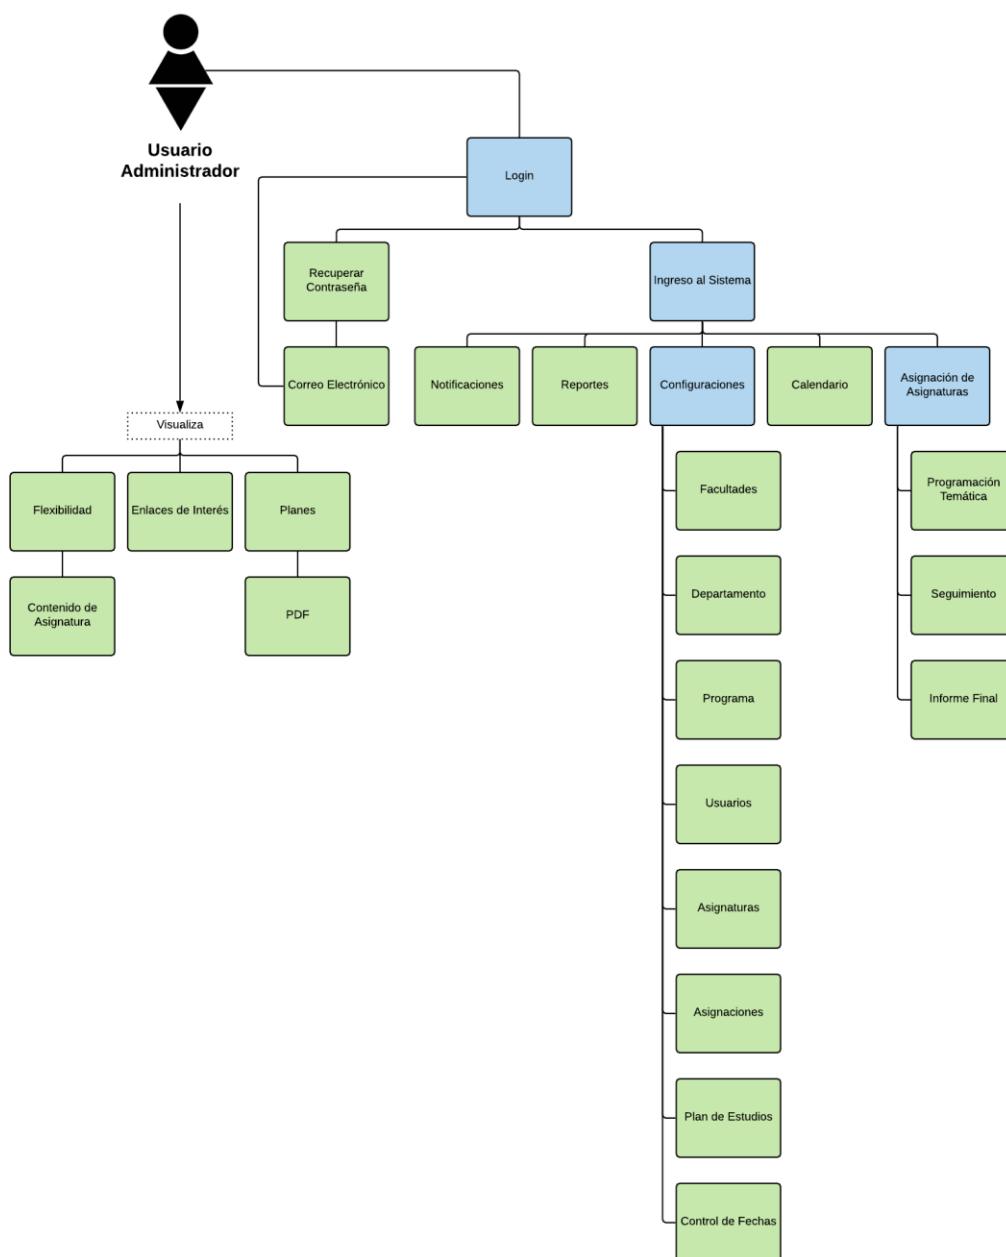 Usuario
Administrador
Login
Recuperar
Contraseña
Ingreso al Sistema
Correo Electrónico
Notificaciones
Reportes
Configuraciones
Calendario
Asignación de
Asignaturas
Visualiza
Flexibilidad
Enlaces de Interés
Planes
Contenido de
Asignatura
PDF
Facultades
Departamento
Programa
Usuarios
Asignaturas
Asignaciones
Plan de Estudios
Control de Fechas
Programación
Temática
Seguimiento
Informe Final